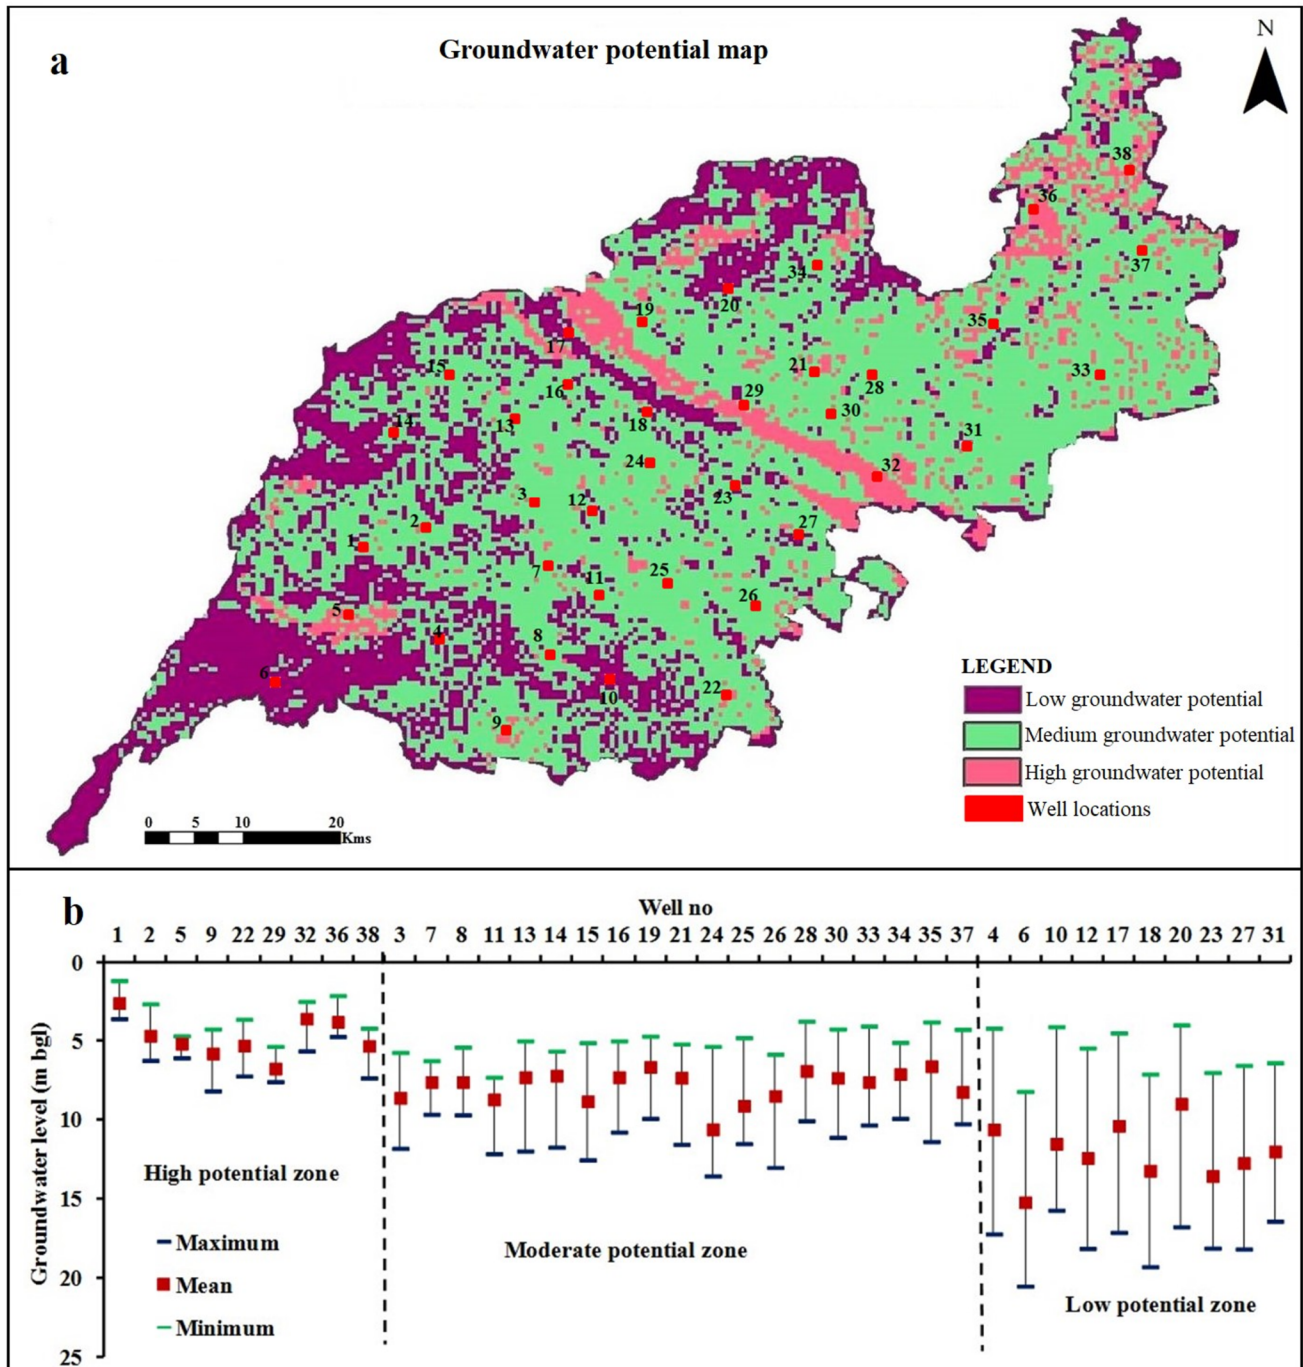 a
Groundwater potential map
N
38
36
37
34
20
19
35
17
15
21
28
33
16
29
14
13
18
30
31
24
32
3
12
23
2
27
1
7
11
25
26
5
4
8
6
10
22
9
LEGEND
Low groundwater potential
Medium groundwater potential
High groundwater potential
Well locations
0 5 10 20
Kms
b
Well no
1 2 5 9 22 29 32 36 38 3 7 8 11 13 14 15 16 19 21 24 25 26 28 30 33 34 35 37 4 6 10 12 17 18 20 23 27 31
0
5
10
15
20
25
Groundwater level (m bgl)
High potential zone
Moderate potential zone
Low potential zone
Maximum
Mean
Minimum